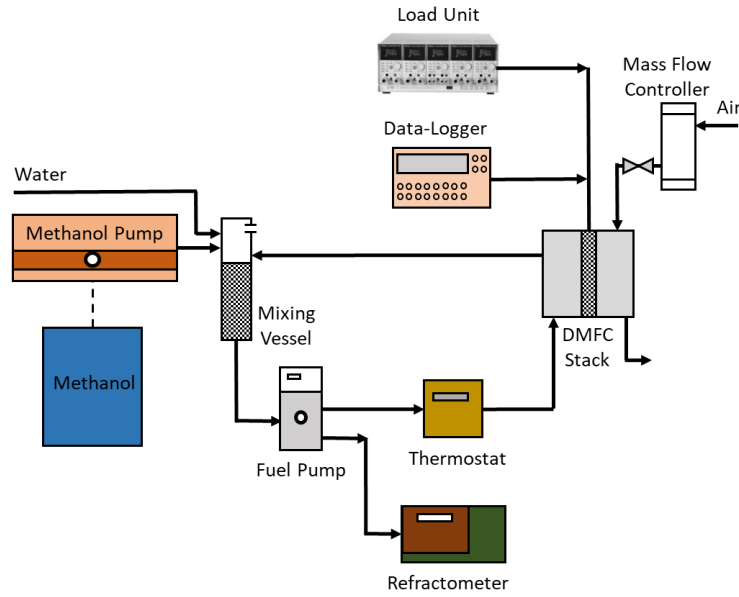 Load Unit
Mass Flow
Controller
Air
Data-Logger
Water
Methanol Pump
Mixing
Vessel
DMFC
Stack
Methanol
Fuel Pump
Thermostat
Refractometer